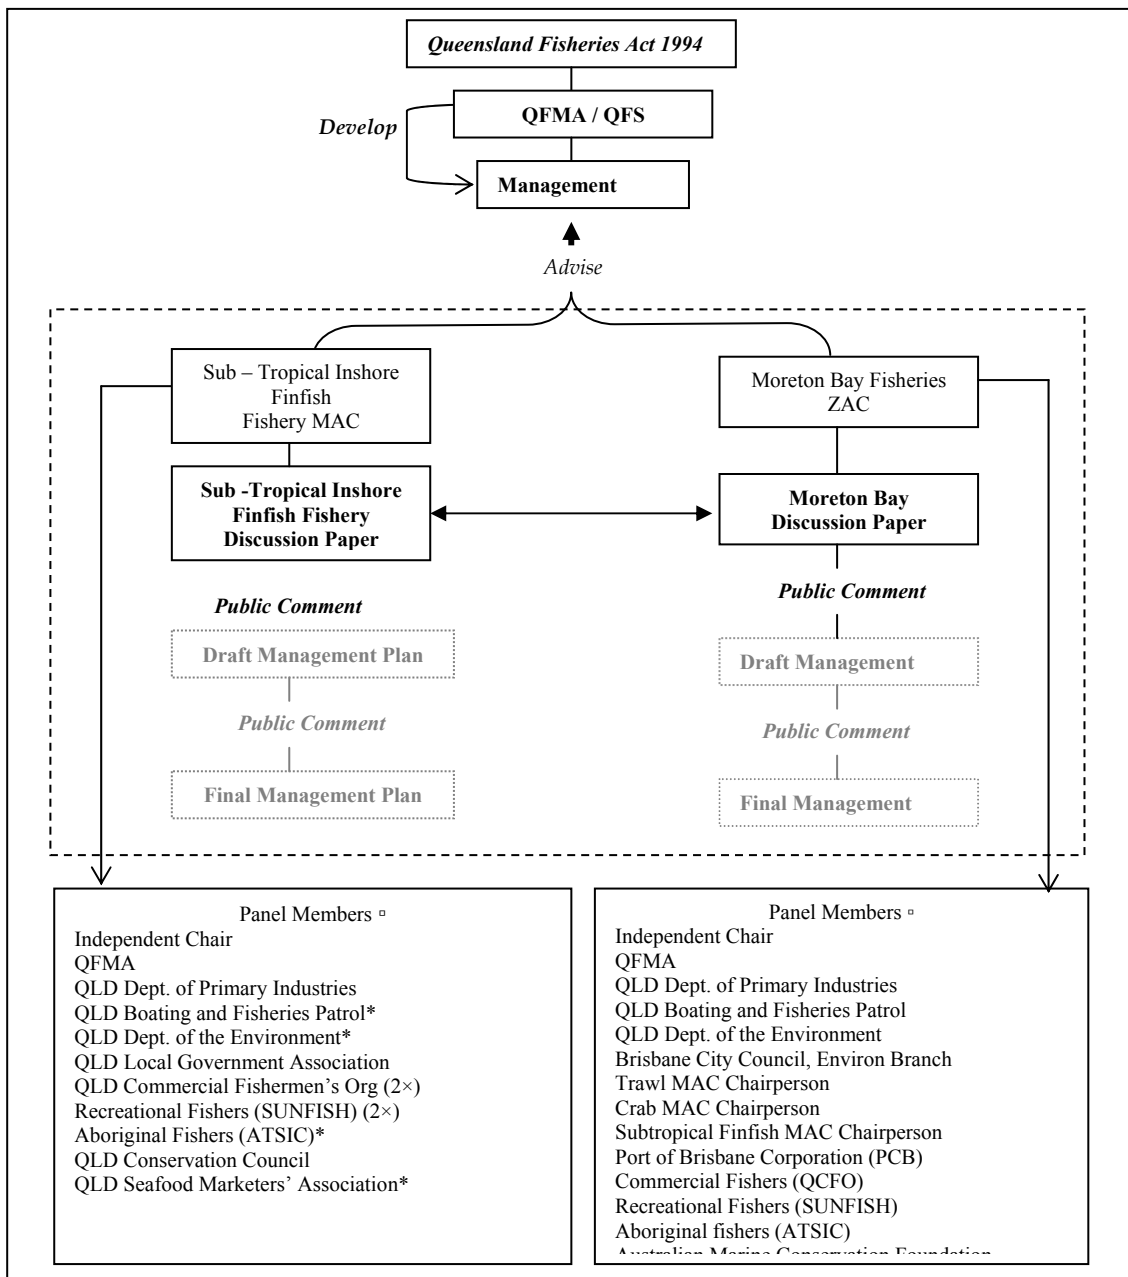 Queensland Fisheries Act 1994
QFMA / QFS
Develop
Management
Advise
Sub – Tropical Inshore
Finfish
Fishery MAC
Moreton Bay Fisheries
ZAC
Sub -Tropical Inshore
Finfish Fishery
Discussion Paper
Moreton Bay
Discussion Paper
Public Comment
Public Comment
Draft Management Plan
Draft Management
Public Comment
Public Comment
Final Management Plan
Final Management
Panel Members ▫
Independent Chair
QFMA
QLD Dept. of Primary Industries
QLD Boating and Fisheries Patrol*
QLD Dept. of the Environment*
QLD Local Government Association
QLD Commercial Fishermen's Org (2×)
Recreational Fishers (SUNFISH) (2×)
Aboriginal Fishers (ATSIC)*
QLD Conservation Council
QLD Seafood Marketers' Association*
Panel Members ▫
Independent Chair
QFMA
QLD Dept. of Primary Industries
QLD Boating and Fisheries Patrol
QLD Dept. of the Environment
Brisbane City Council, Environ Branch
Trawl MAC Chairperson
Crab MAC Chairperson
Subtropical Finfish MAC Chairperson
Port of Brisbane Corporation (PCB)
Commercial Fishers (QCFO)
Recreational Fishers (SUNFISH)
Aboriginal fishers (ATSIC)
Australian Marine Conservation Foundation